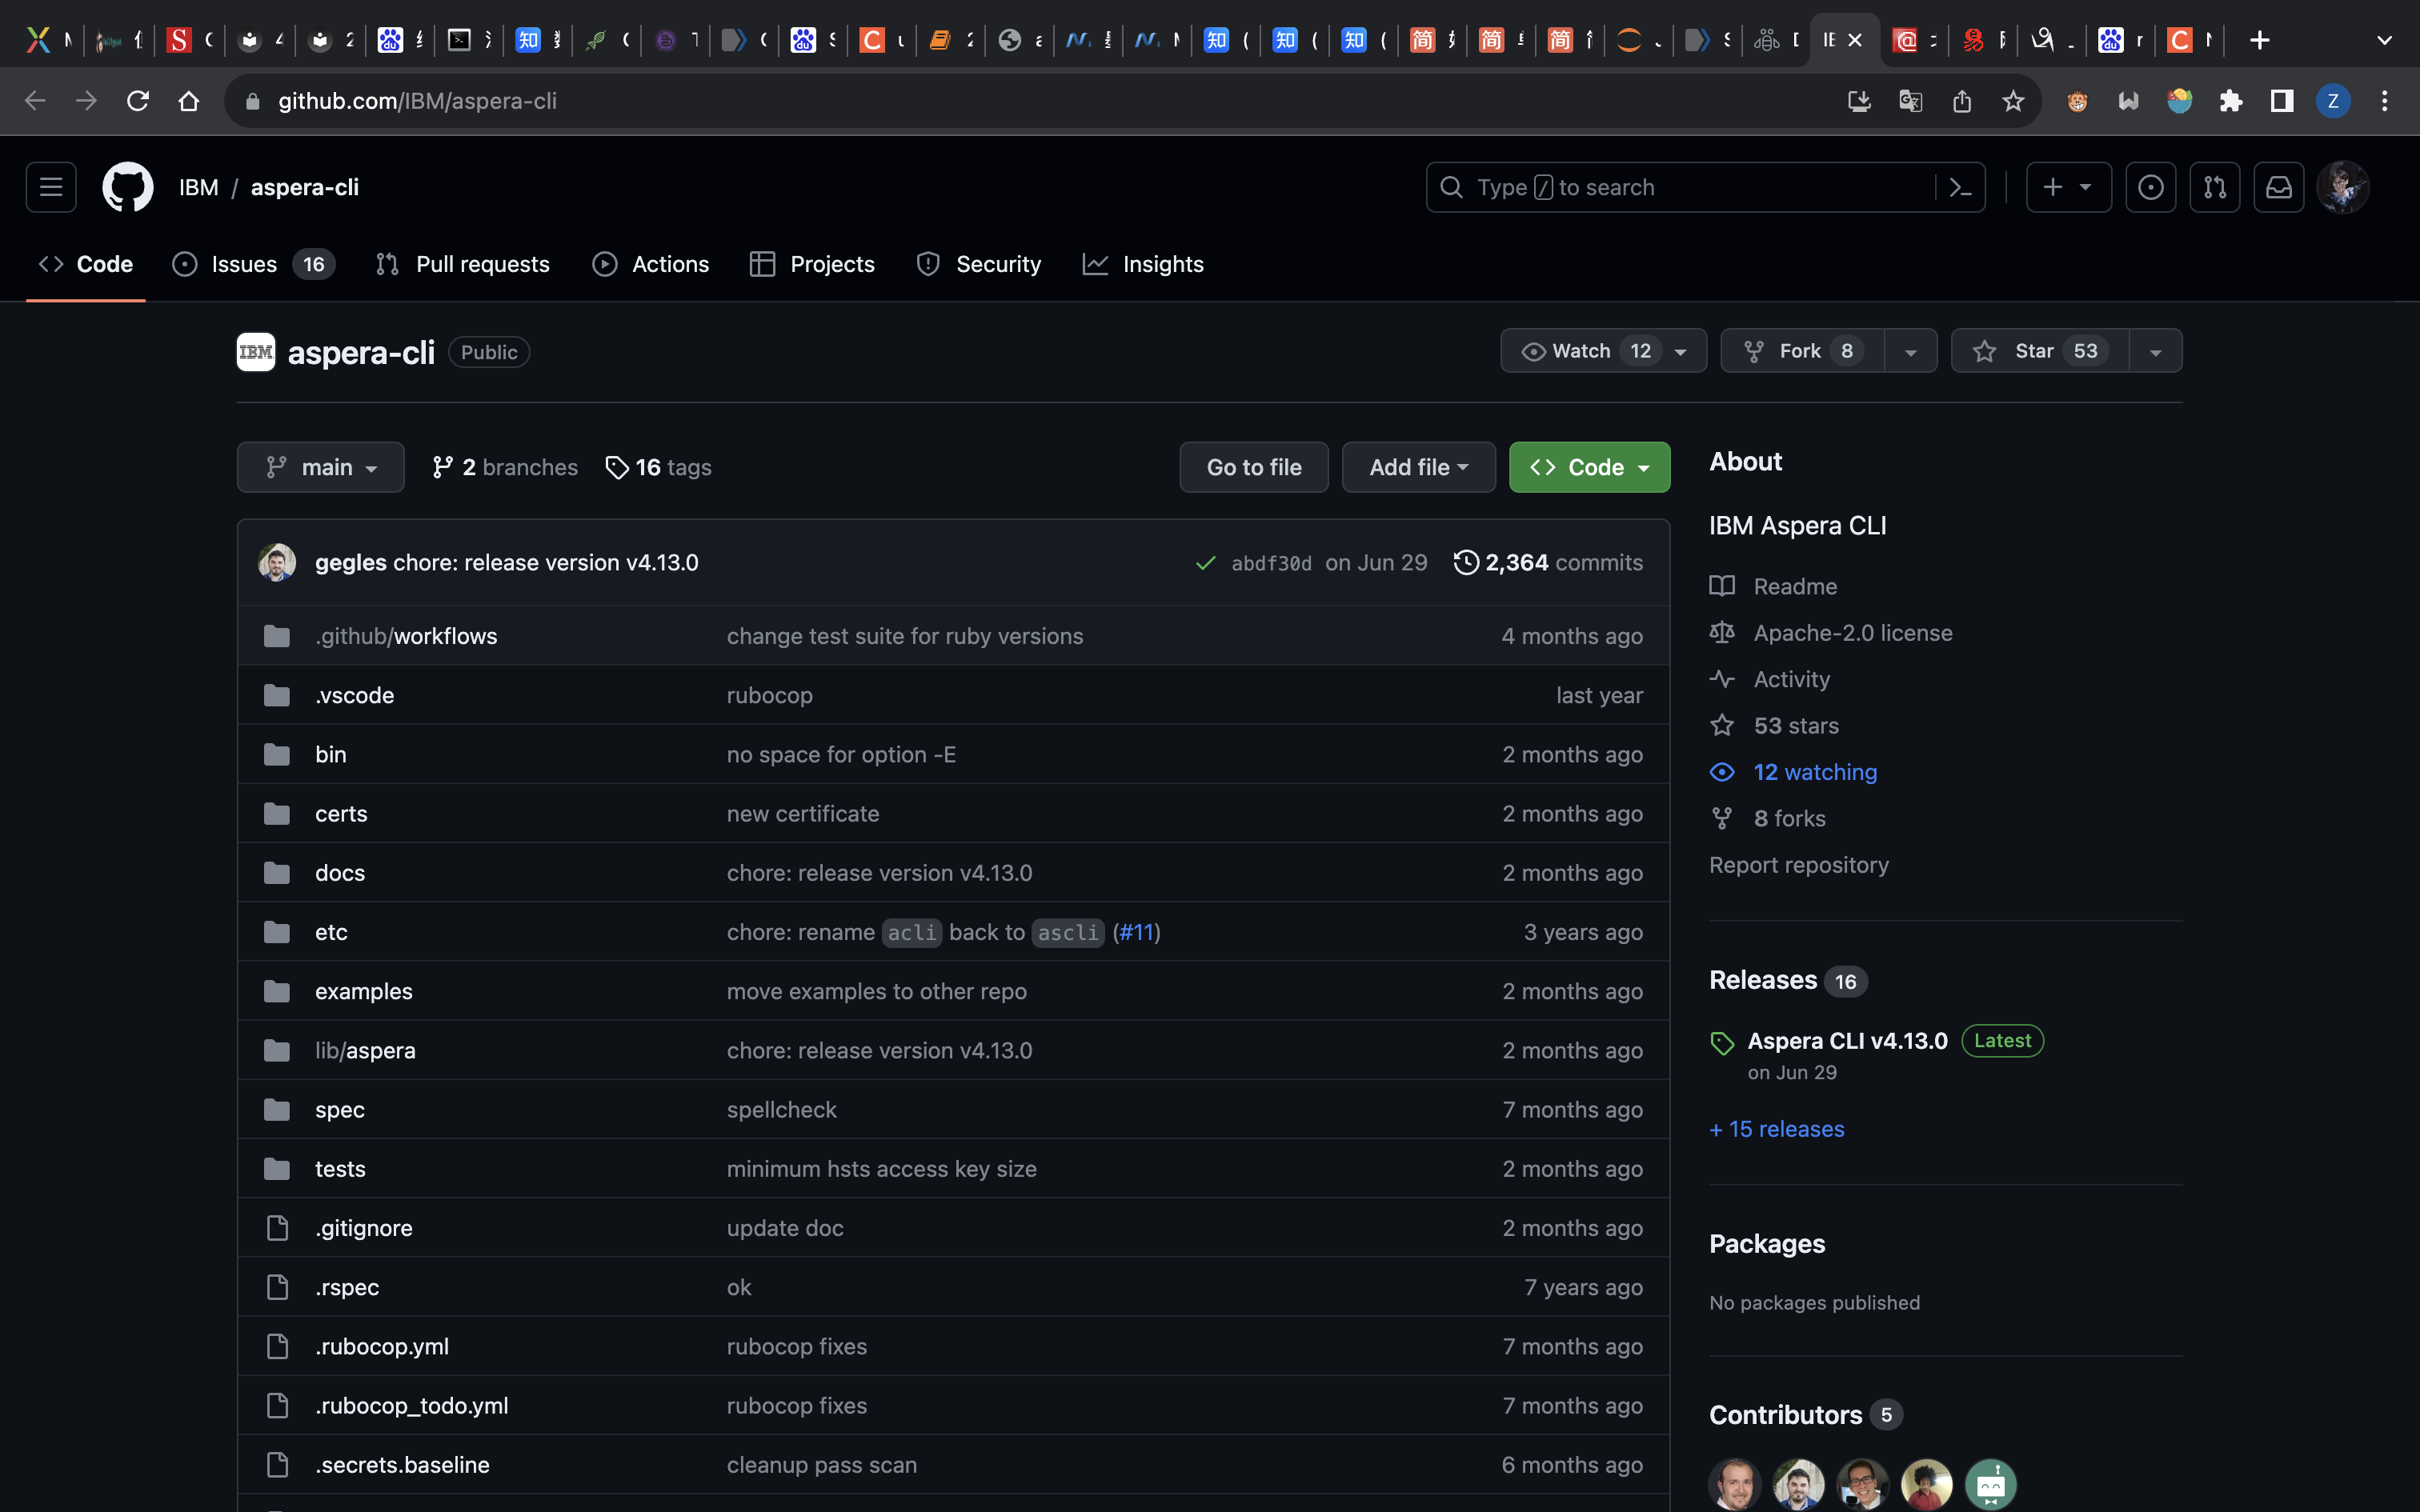 github.com/IBM/aspera-cli
IBM / aspera-cli
Type / to search
Code
Issues 16
Pull requests
Actions
Projects
Security
Insights
IBM aspera-cli Public
Watch 12
Fork 8
Star 53
main
2 branches
16 tags
Go to file
Add file
Code
gegles chore: release version v4.13.0 abdf30d on Jun 29 2,364 commits
.github/workflows change test suite for ruby versions 4 months ago
.vscode rubocop last year
bin no space for option -E 2 months ago
certs new certificate 2 months ago
docs chore: release version v4.13.0 2 months ago
etc chore: rename acli back to ascli (#11) 3 years ago
examples move examples to other repo 2 months ago
lib/aspera chore: release version v4.13.0 2 months ago
spec spellcheck 7 months ago
tests minimum hsts access key size 2 months ago
.gitignore update doc 2 months ago
.rspec ok 7 years ago
.rubocop.yml rubocop fixes 7 months ago
.rubocop_todo.yml rubocop fixes 7 months ago
.secrets.baseline cleanup pass scan 6 months ago
About
IBM Aspera CLI
Readme
Apache-2.0 license
Activity
53 stars
12 watching
8 forks
Report repository
Releases 16
Aspera CLI v4.13.0 Latest
on Jun 29
+ 15 releases
Packages
No packages published
Contributors 5